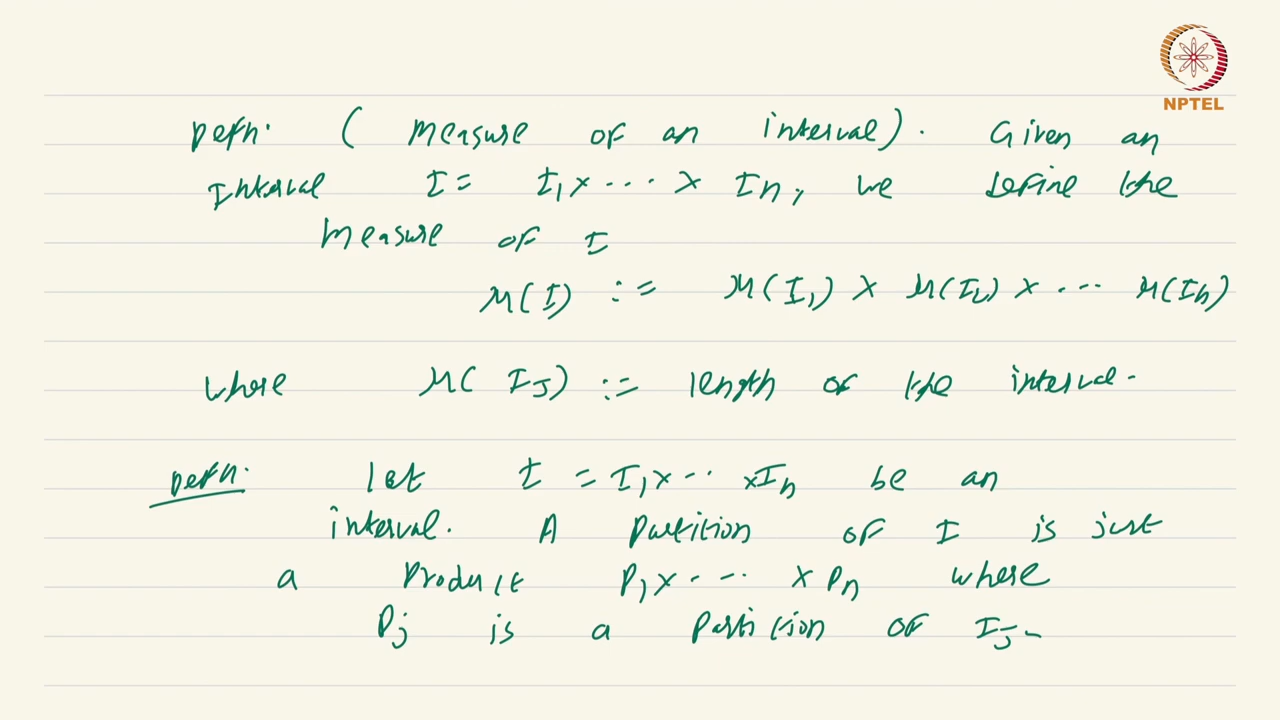 NPTEL
Defn. (Measure of an interval). Given an
Interval I = I₁ × ··· × Iₙ, we define the
measure of I
μ(I) := μ(I₁) × μ(I₂) × ··· μ(Iₙ)
where μ(I_J) := length of the interval.
Defn. Let I = I₁ × ·· × Iₙ be an
interval. A Partition of I is just
a product P₁ × ··· × Pₙ where
Pⱼ is a partition of Iⱼ.